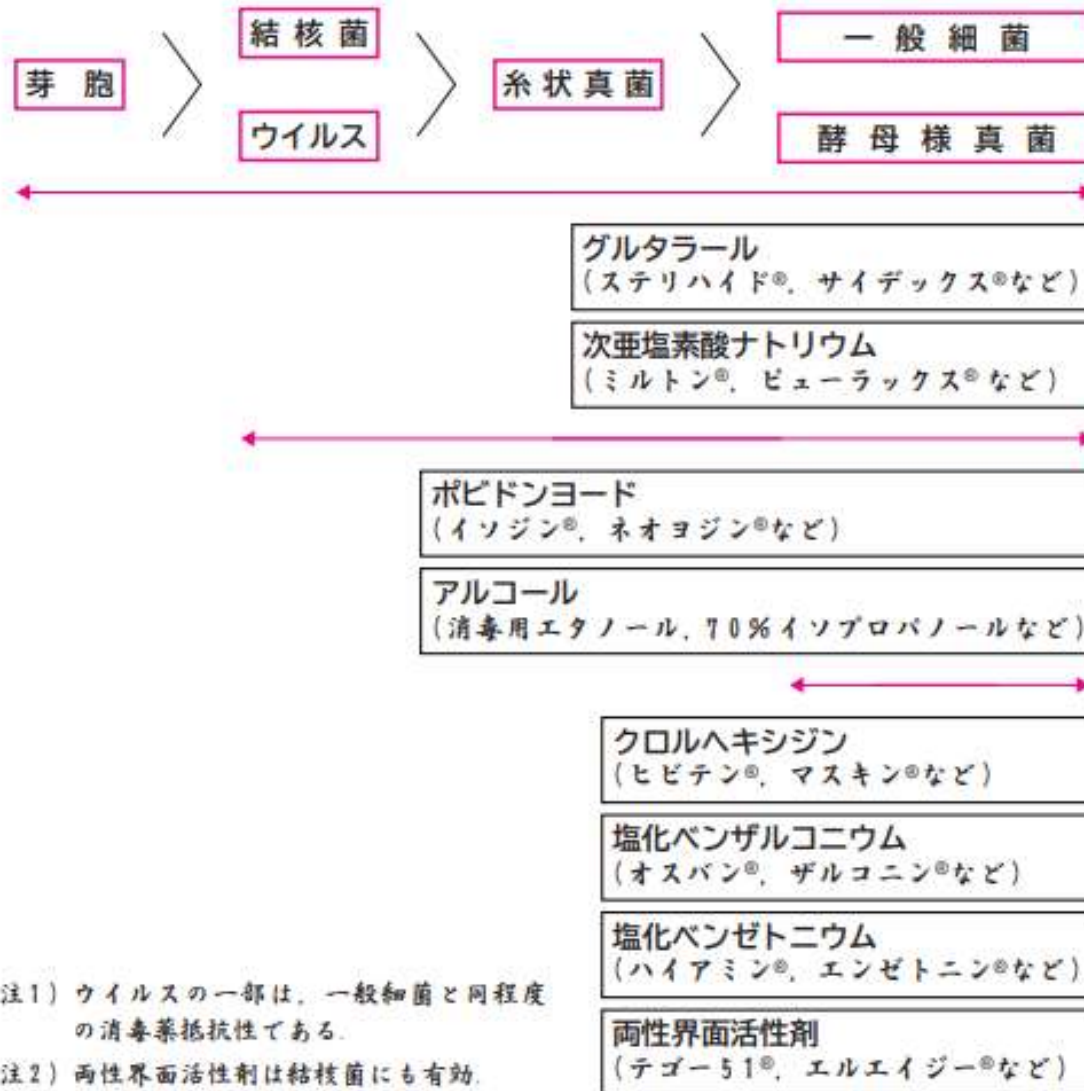 芽胞
結核菌
ウイルス
糸状真菌
一般細菌
酵母様真菌
グルタラール
(ステリハイド®, サイデックス®など)
次亜塩素酸ナトリウム
(ミルトン®, ピューラックス®など)
ポビドンヨード
(イソジン®, ネオヨジン®など)
アルコール
(消毒用エタノール, 70%イソプロパノールなど)
クロルヘキシジン
(ヒビテン®, マスキン®など)
塩化ベンザルコニウム
(オスバン®, ザルコニン®など)
塩化ベンゼトニウム
(ハイアミン®, エンゼトニン®など)
両性界面活性剤
(テゴー51®, エルエイジー®など)
注1) ウイルスの一部は, 一般細菌と同程度
の消毒薬抵抗性である.
注2) 両性界面活性剤は結核菌にも有効.